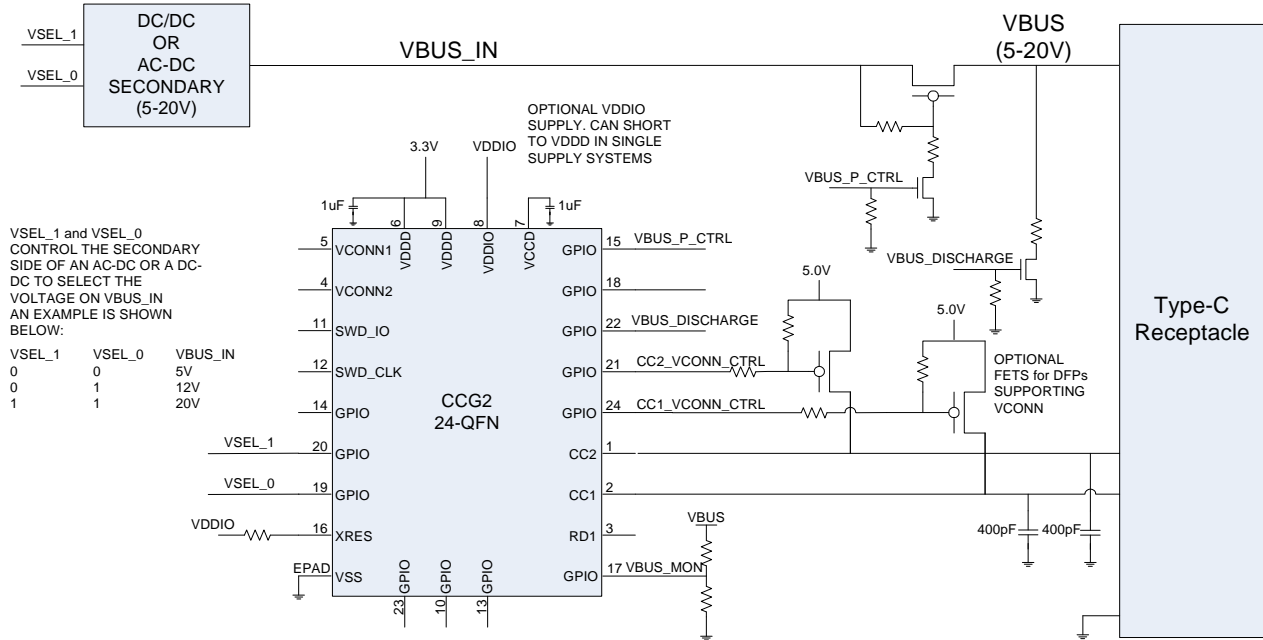 VSEL_1
VSEL_0
DC/DC
OR
AC-DC
SECONDARY
(5-20V)
VBUS_IN
VBUS
(5-20V)
OPTIONAL VDDIO
SUPPLY. CAN SHORT
TO VDDD IN SINGLE
SUPPLY SYSTEMS
3.3V
VDDIO
1uF
1uF
VBUS_P_CTRL
VBUS_DISCHARGE
VSEL_1 and VSEL_0
CONTROL THE SECONDARY
SIDE OF AN AC-DC OR A DC-
DC TO SELECT THE
VOLTAGE ON VBUS_IN
AN EXAMPLE IS SHOWN
BELOW:
VSEL_1 VSEL_0 VBUS_IN
0 0 5V
0 1 12V
1 1 20V
6 VDDD
9 VDDD
8 VDDIO
7 VCCD
5 VCONN1
4 VCONN2
11 SWD_IO
12 SWD_CLK
14 GPIO
VSEL_1 20 GPIO
VSEL_0 19 GPIO
VDDIO 16 XRES
EPAD VSS
CCG2
24-QFN
23 GPIO
10 GPIO
13 GPIO
GPIO 15 VBUS_P_CTRL
GPIO 18
GPIO 22 VBUS_DISCHARGE
GPIO 21 CC2_VCONN_CTRL
GPIO 24 CC1_VCONN_CTRL
CC2 1
CC1 2
RD1 3
GPIO 17 VBUS_MON
VBUS
5.0V
5.0V
OPTIONAL
FETS for DFPs
SUPPORTING
VCONN
400pF
400pF
Type-C
Receptacle